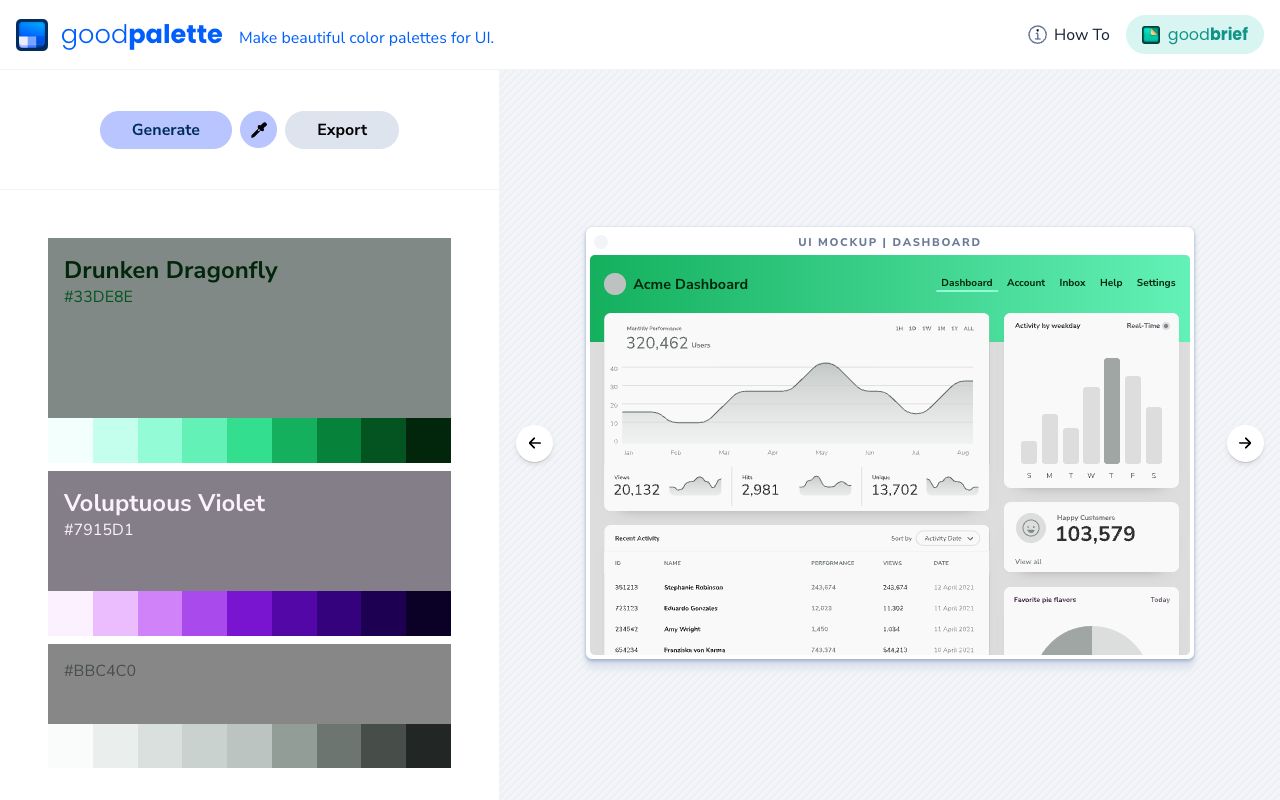 goodpalette Make beautiful color palettes for UI.
How To
goodbrief
Generate
Export
Drunken Dragonfly
#33DE8E
Voluptuous Violet
#7915D1
#BBC4C0
UI MOCKUP | DASHBOARD
Acme Dashboard
Dashboard Account Inbox Help Settings
Monthly Performance
1H 1D 1W 1M 1Y ALL
320,462 Users
40
30
20
10
0
Jan Feb Mar Apr May Jun Jul Aug
Views
20,132
Hits
2,981
Unique
13,702
Activity by weekday
Real-Time
S M T W T F S
Happy Customers
103,579
View all
Recent Activity
Sort by Activity Date
ID NAME PERFORMANCE VIEWS DATE
351213 Stephanie Robinson 243,674 243,674 12 April 2021
723123 Eduardo Gonzales 12,023 11,302 11 April 2021
234542 Amy Wright 1,450 1,034 11 April 2021
654234 Franziska von Karma 743,574 544,213 10 April 2021
Favorite pie flavors
Today